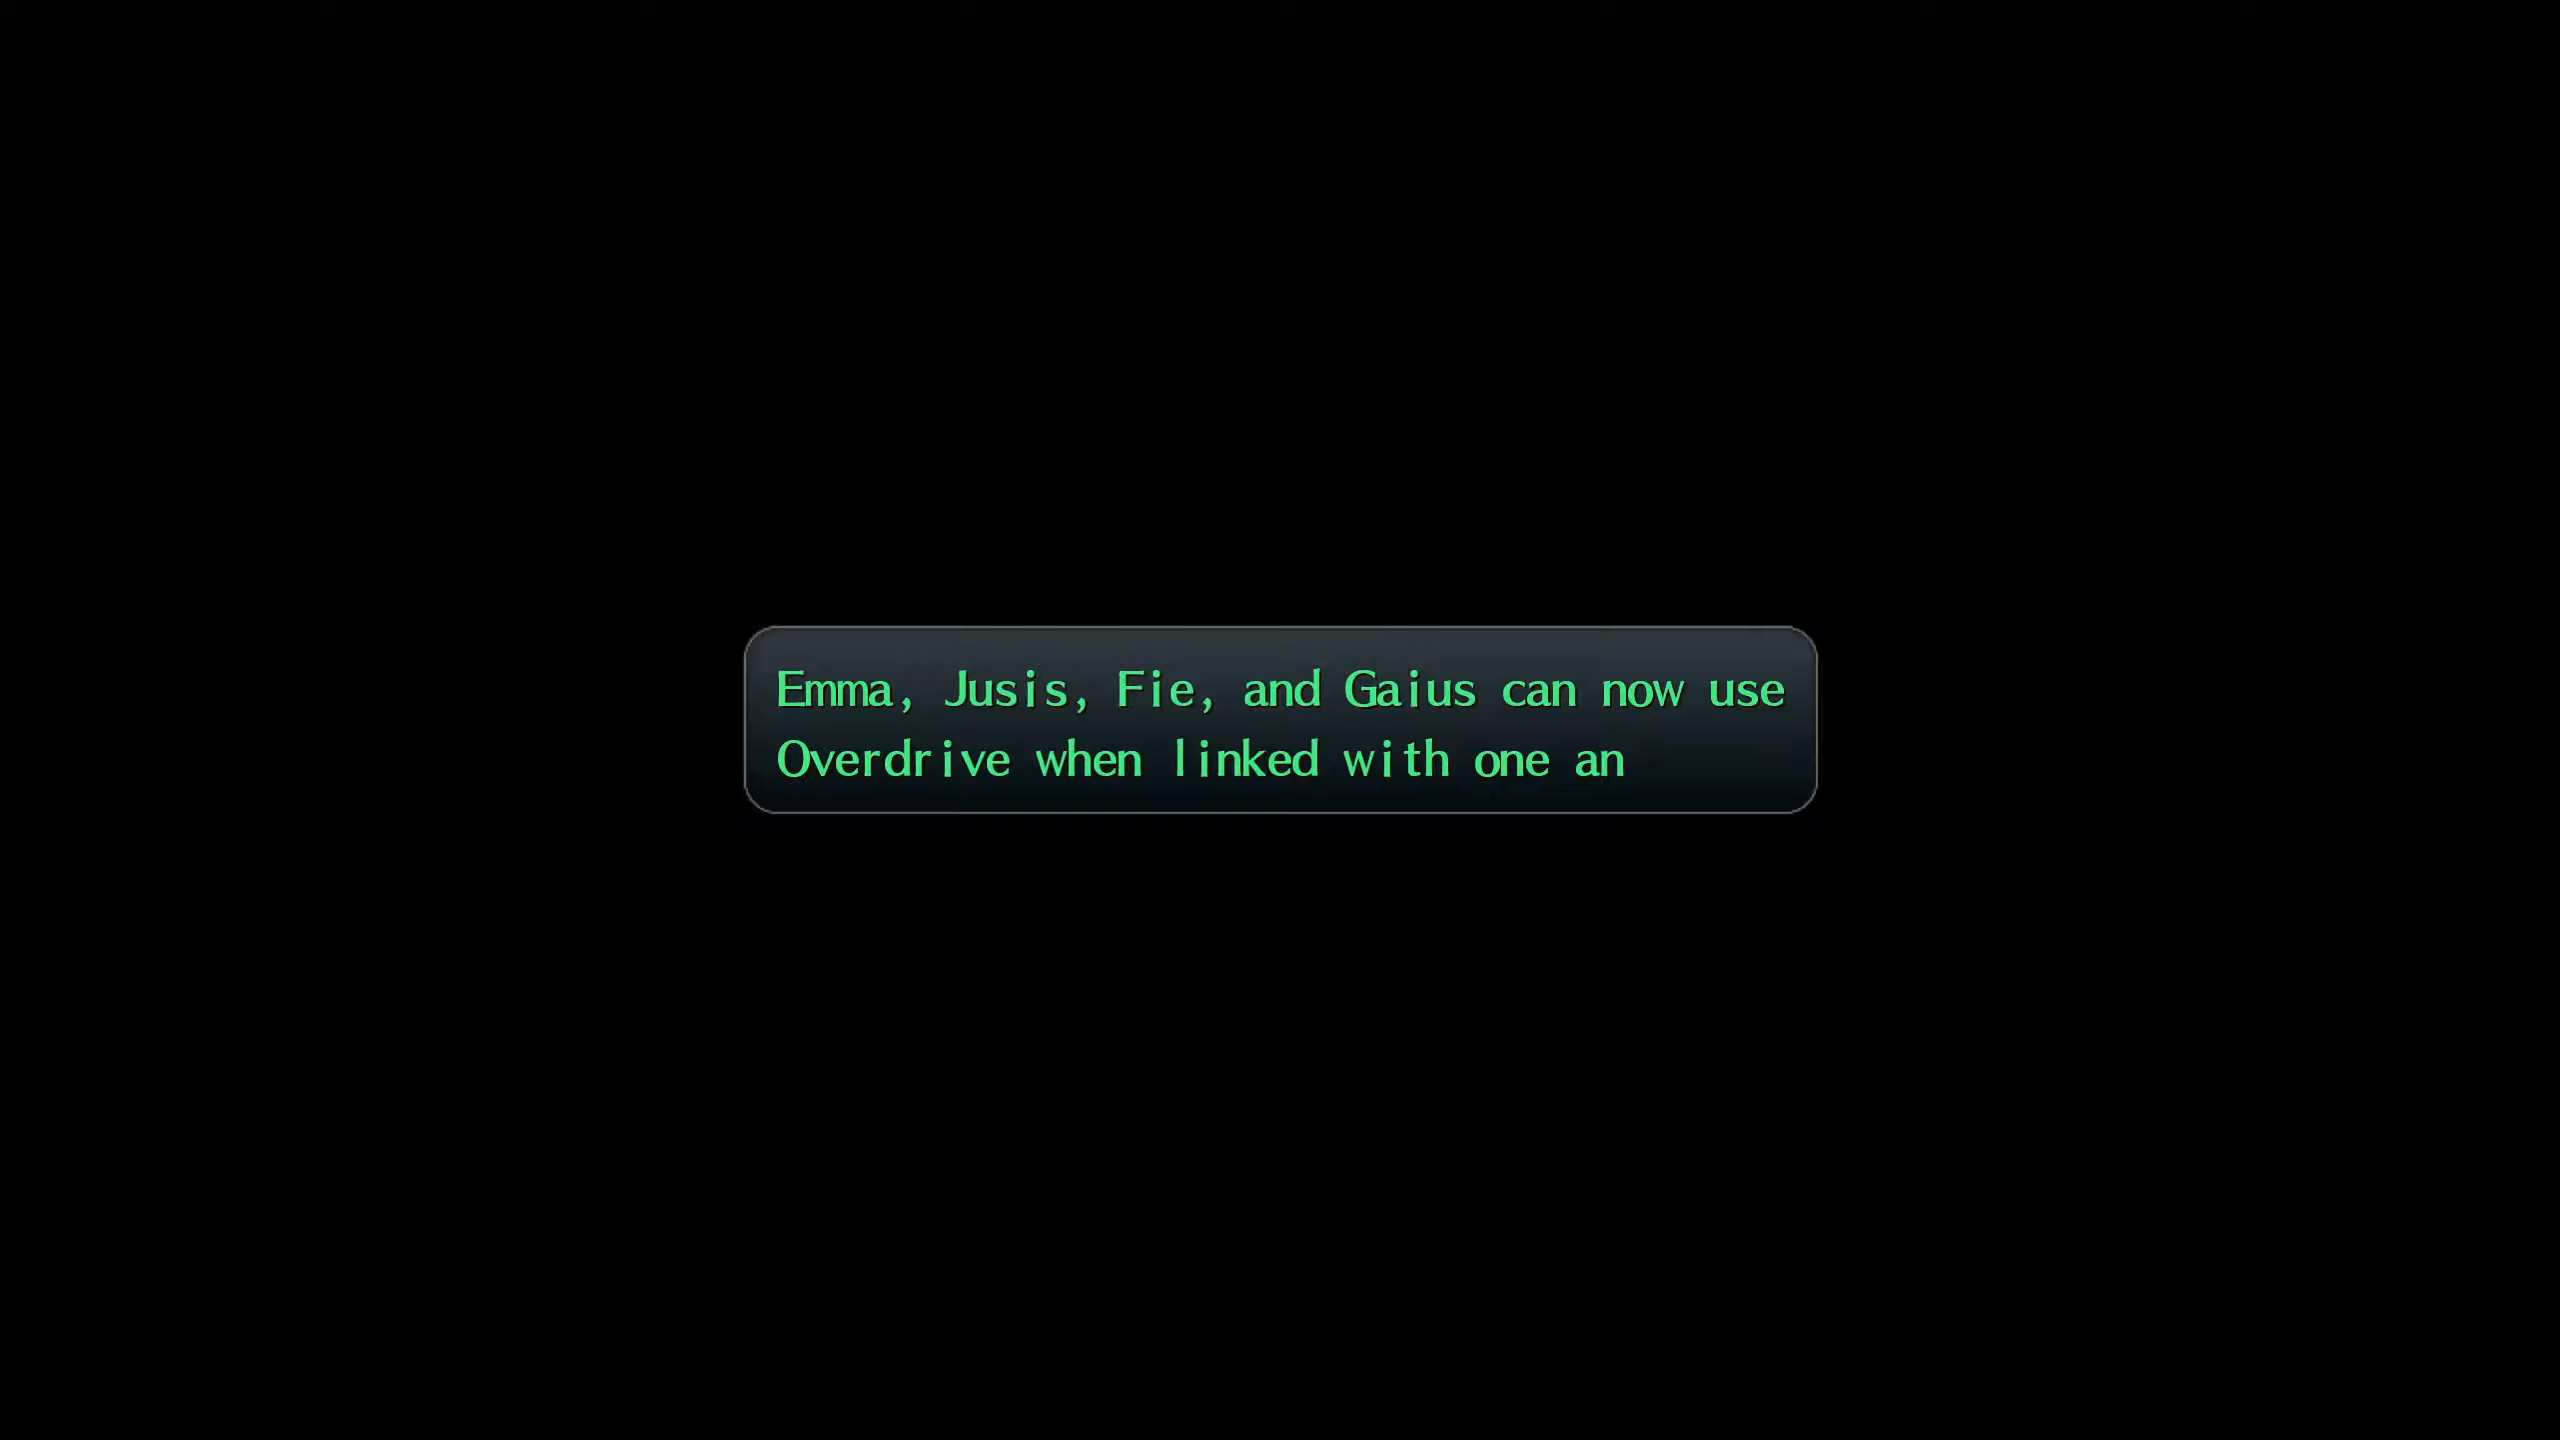 Emma, Jusis, Fie, and Gaius can now use
Overdrive when linked with one an